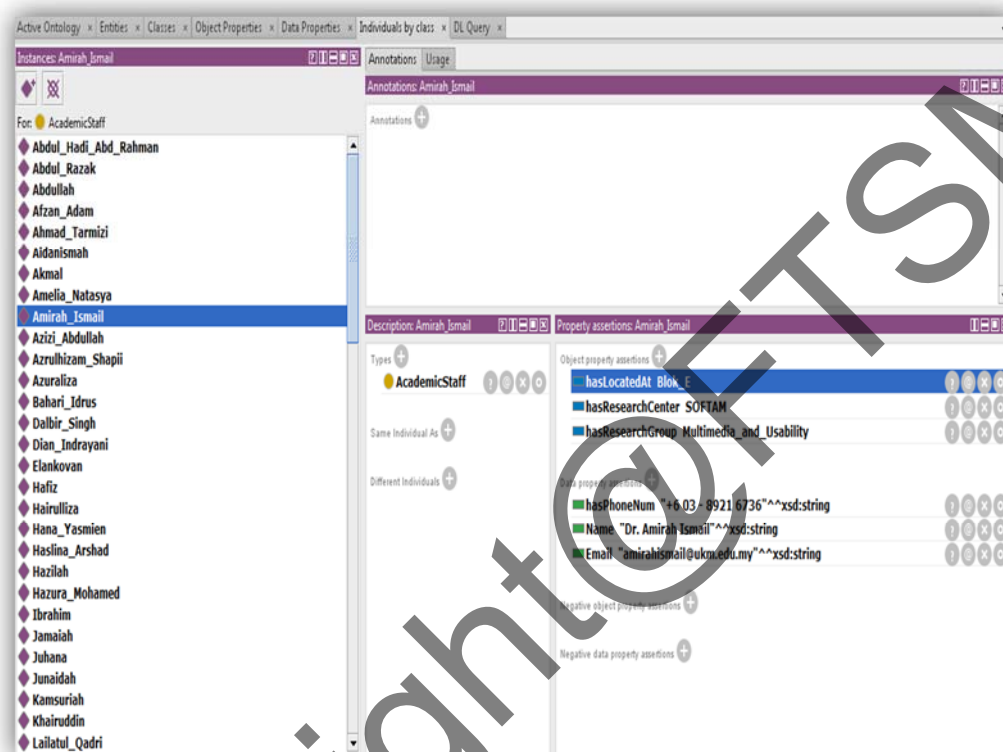 Active Ontology × Entities × Classes × Object Properties × Data Properties × Individuals by class × DL Query ×
Instances: Amirah_Ismail
For: AcademicStaff
Abdul_Hadi_Abd_Rahman
Abdul_Razak
Abdullah
Afzan_Adam
Ahmad_Tarmizi
Aidanismah
Akmal
Amelia_Natasya
Amirah_Ismail
Azizi_Abdullah
Azrulhizam_Shapii
Azuraliza
Bahari_Idrus
Dalbir_Singh
Dian_Indrayani
Elankovan
Hafiz
Hairulliza
Hana_Yasmien
Haslina_Arshad
Hazilah
Hazura_Mohamed
Ibrahim
Jamaiah
Juhana
Junaidah
Kamsuriah
Khairuddin
Lailatul_Qadri
Annotations Usage
Annotations: Amirah_Ismail
Annotations
Description: Amirah_Ismail
Types
AcademicStaff
Same Individual As
Different Individuals
Property assertions: Amirah_Ismail
Object property assertions
hasLocatedAt Blok_E
hasResearchCenter SOFTAM
hasResearchGroup Multimedia_and_Usability
Data property assertions
hasPhoneNum "+6 03 - 8921 6736"^^xsd:string
Name "Dr. Amirah Ismail"^^xsd:string
Email "amirahismail@ukm.edu.my"^^xsd:string
Negative object property assertions
Negative data property assertions
ight@FTSM